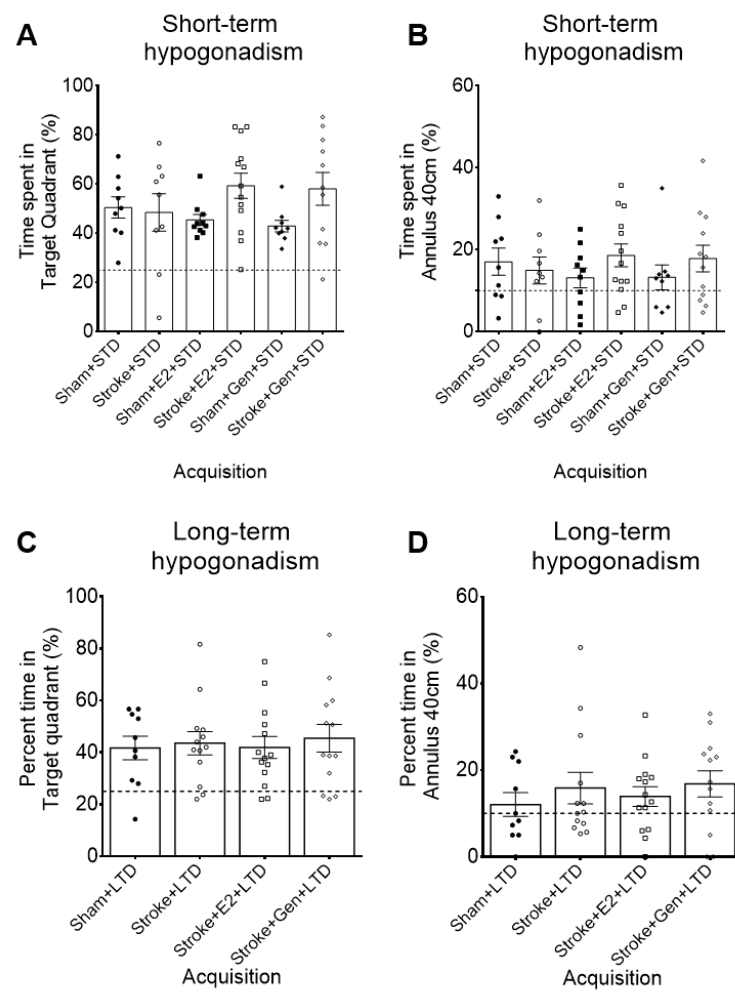 A
Short-term
hypogonadism
Time spent in
Target Quadrant (%)
100
80
60
40
20
0
Sham+STD
Stroke+STD
Sham+E2+STD
Stroke+E2+STD
Sham+Gen+STD
Stroke+Gen+STD
Acquisition
B
Short-term
hypogonadism
Time spent in
Annulus 40cm (%)
60
40
20
0
Sham+STD
Stroke+STD
Sham+E2+STD
Stroke+E2+STD
Sham+Gen+STD
Stroke+Gen+STD
Acquisition
C
Long-term
hypogonadism
Percent time in
Target quadrant (%)
100
80
60
40
20
0
Sham+LTD
Stroke+LTD
Stroke+E2+LTD
Stroke+Gen+LTD
Acquisition
D
Long-term
hypogonadism
Percent time in
Annulus 40cm (%)
60
40
20
0
Sham+LTD
Stroke+LTD
Stroke+E2+LTD
Stroke+Gen+LTD
Acquisition